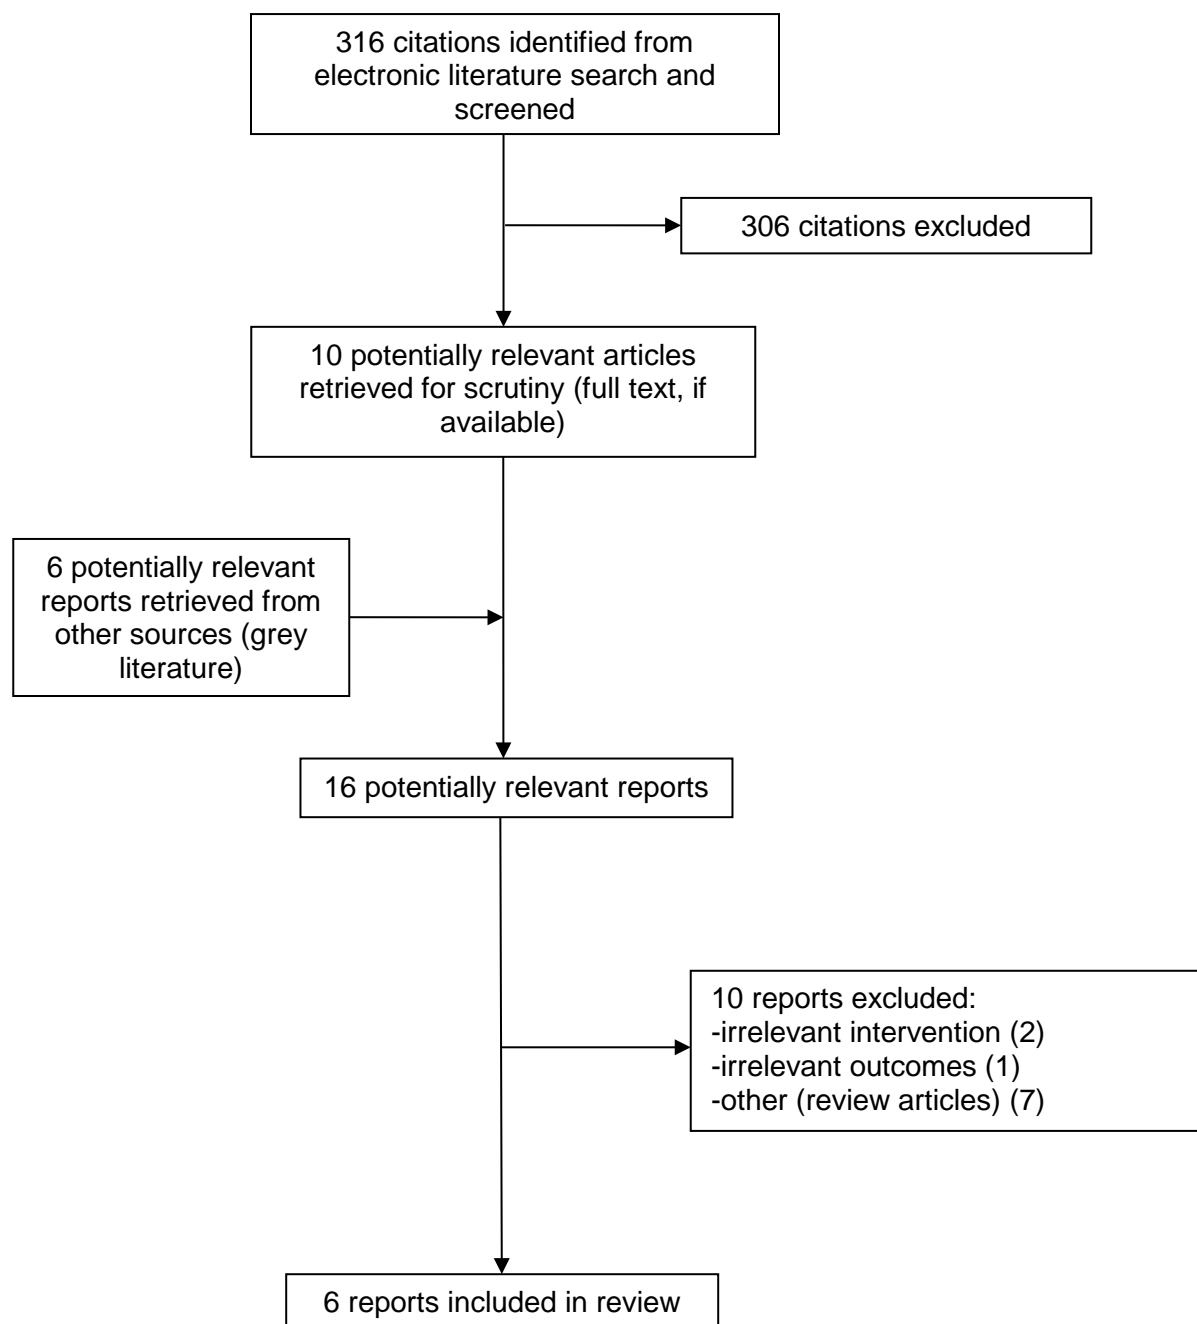 316 citations identified from
electronic literature search and
screened
306 citations excluded
10 potentially relevant articles
retrieved for scrutiny (full text, if
available)
6 potentially relevant
reports retrieved from
other sources (grey
literature)
16 potentially relevant reports
10 reports excluded:
-irrelevant intervention (2)
-irrelevant outcomes (1)
-other (review articles) (7)
6 reports included in review